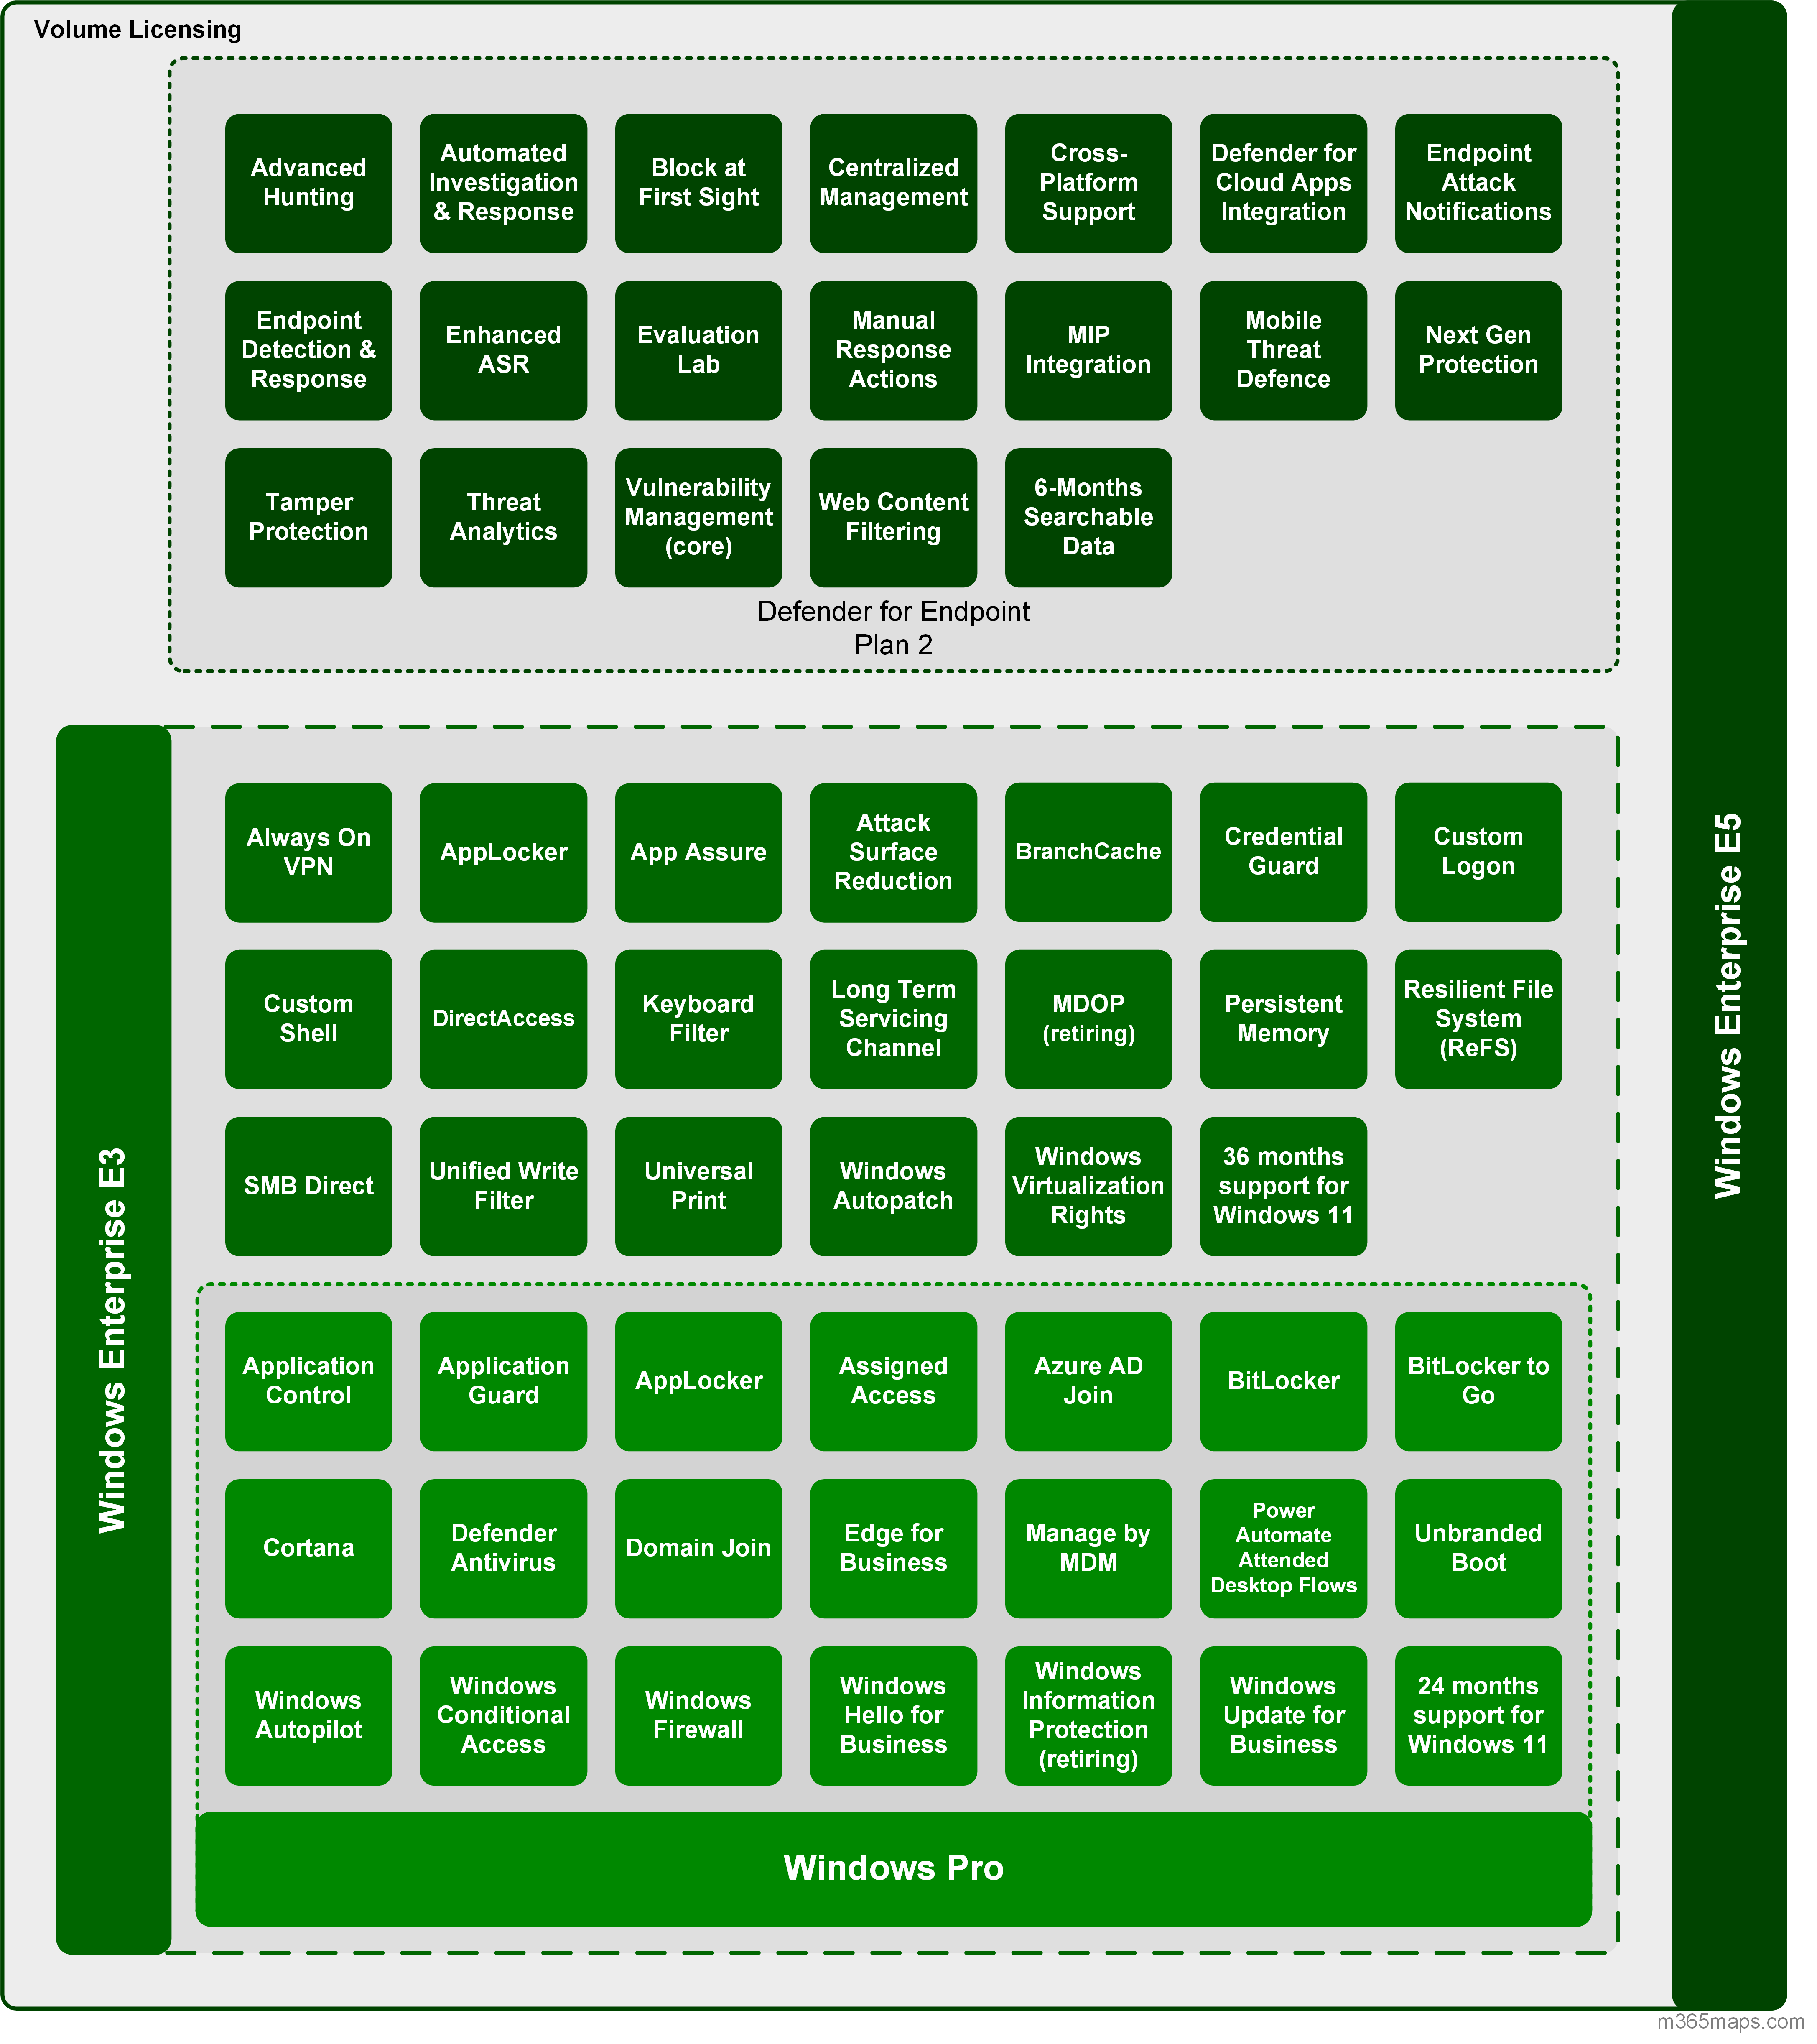 Volume Licensing
Advanced
Hunting
Automated
Investigation
& Response
Block at
First Sight
Centralized
Management
Cross-
Platform
Support
Defender for
Cloud Apps
Integration
Endpoint
Attack
Notifications
Endpoint
Detection &
Response
Enhanced
ASR
Evaluation
Lab
Manual
Response
Actions
MIP
Integration
Mobile
Threat
Defence
Next Gen
Protection
Tamper
Protection
Threat
Analytics
Vulnerability
Management
(core)
Web Content
Filtering
6-Months
Searchable
Data
Defender for Endpoint
Plan 2
Windows Enterprise E5
Windows Enterprise E3
Always On
VPN
AppLocker
App Assure
Attack
Surface
Reduction
BranchCache
Credential
Guard
Custom
Logon
Custom
Shell
DirectAccess
Keyboard
Filter
Long Term
Servicing
Channel
MDOP
(retiring)
Persistent
Memory
Resilient File
System
(ReFS)
SMB Direct
Unified Write
Filter
Universal
Print
Windows
Autopatch
Windows
Virtualization
Rights
36 months
support for
Windows 11
Application
Control
Application
Guard
AppLocker
Assigned
Access
Azure AD
Join
BitLocker
BitLocker to
Go
Cortana
Defender
Antivirus
Domain Join
Edge for
Business
Manage by
MDM
Power
Automate
Attended
Desktop Flows
Unbranded
Boot
Windows
Autopilot
Windows
Conditional
Access
Windows
Firewall
Windows
Hello for
Business
Windows
Information
Protection
(retiring)
Windows
Update for
Business
24 months
support for
Windows 11
Windows Pro
m365maps.com